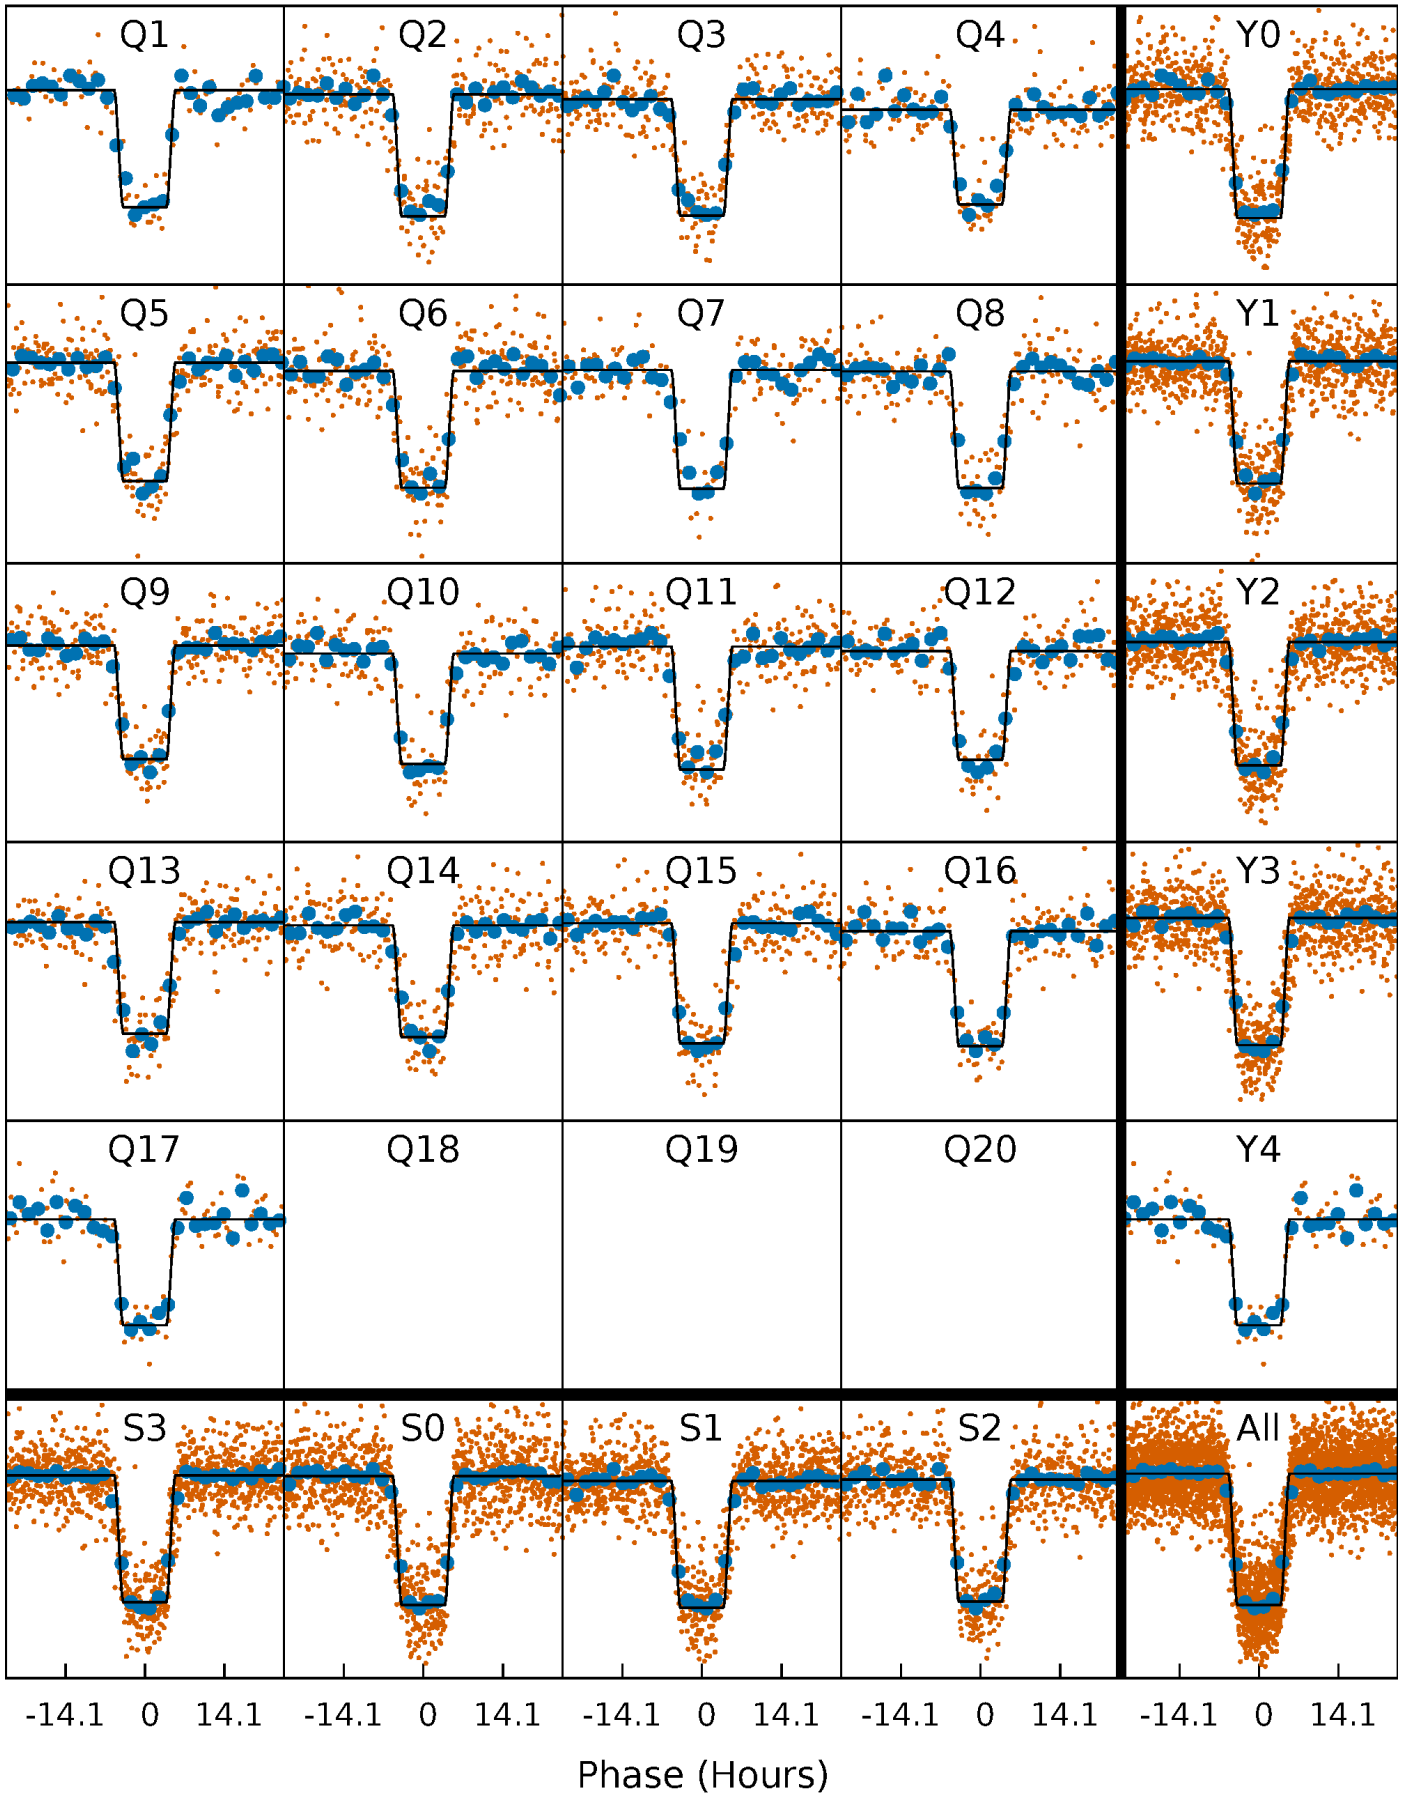 Q1 Q2 Q3 Q4 Y0
Q5 Q6 Q7 Q8 Y1
Q9 Q10 Q11 Q12 Y2
Q13 Q14 Q15 Q16 Y3
Q17 Q18 Q19 Q20 Y4
S3 S0 S1 S2 All
-14.1 0 14.1 -14.1 0 14.1 -14.1 0 14.1 -14.1 0 14.1 -14.1 0 14.1
Phase (Hours)